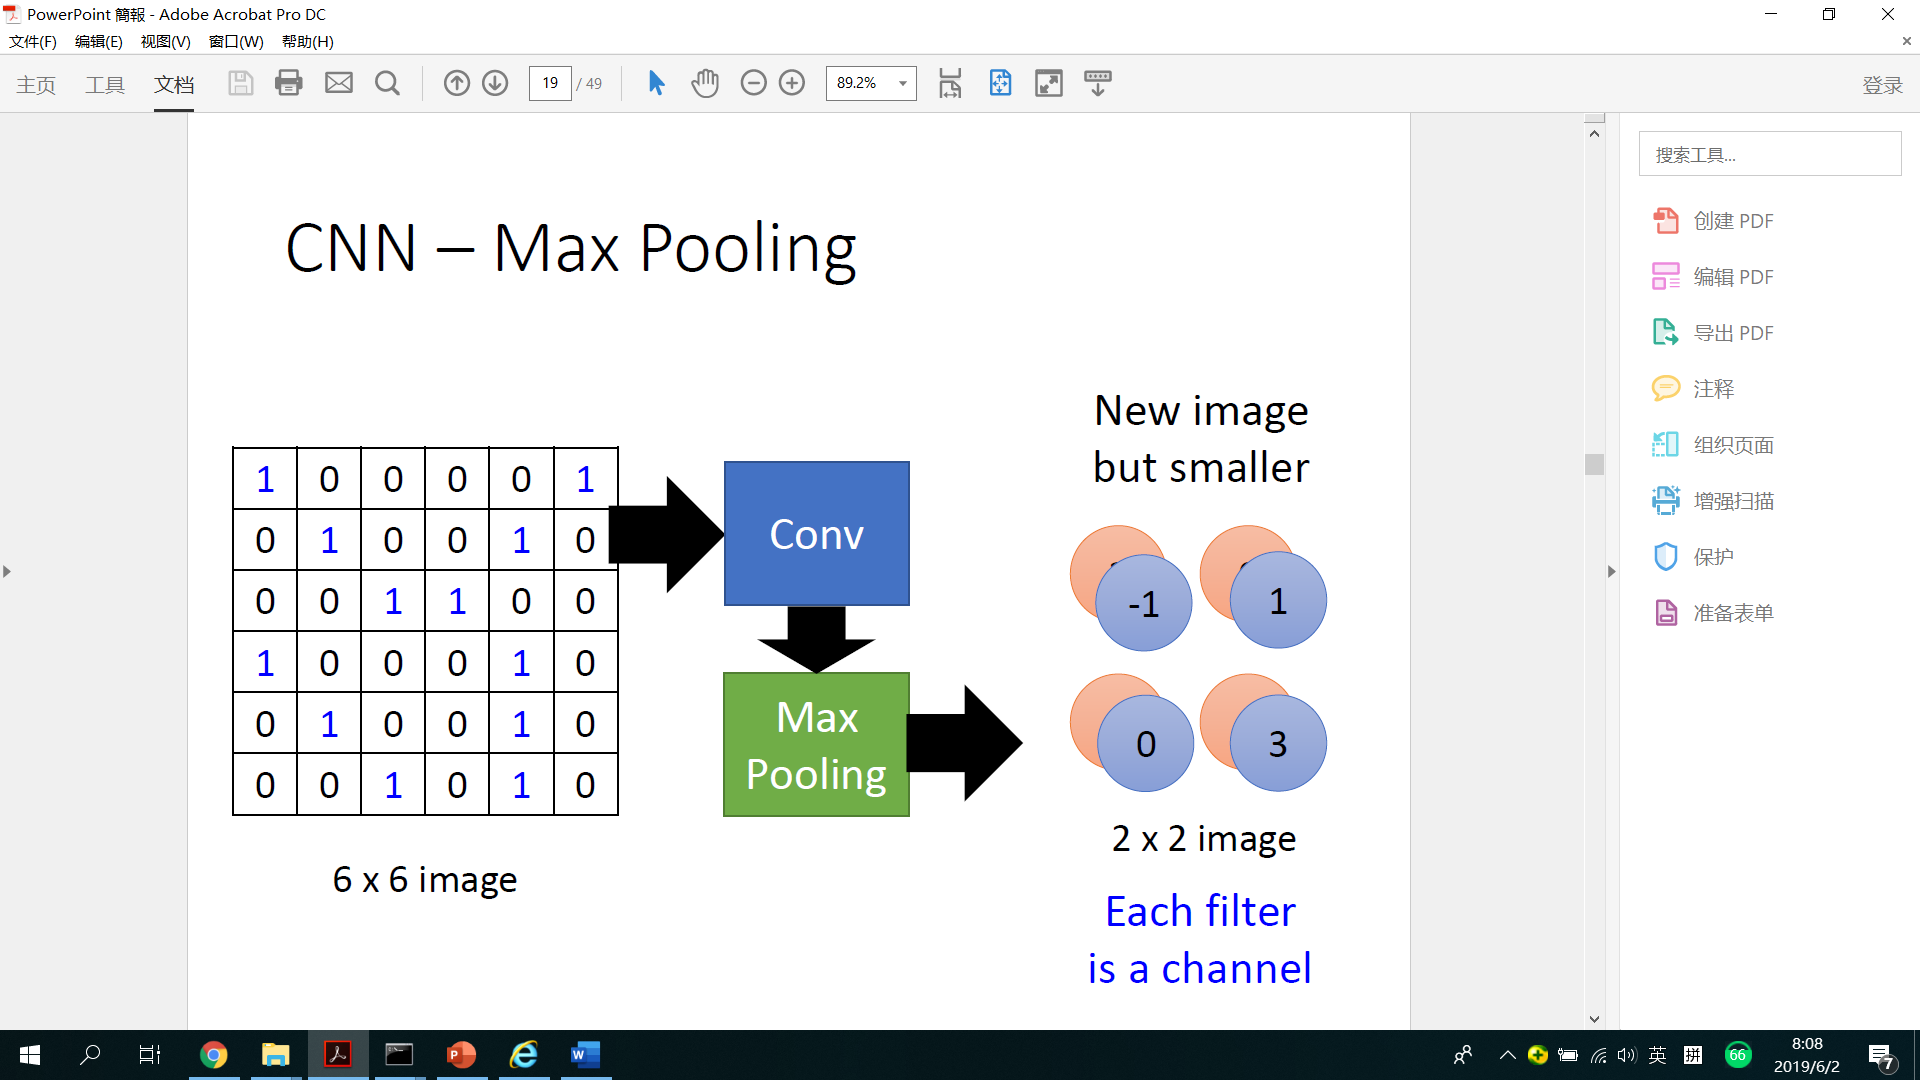 PowerPoint 簡報 - Adobe Acrobat Pro DC
文件(F) 编辑(E) 视图(V) 窗口(W) 帮助(H)
主页 工具 文档 19 / 49 89.2% 登录
搜索工具...
创建 PDF
编辑 PDF
导出 PDF
注释
组织页面
增强扫描
保护
准备表单
CNN – Max Pooling
1 0 0 0 0 1
0 1 0 0 1 0
0 0 1 1 0 0
1 0 0 0 1 0
0 1 0 0 1 0
0 0 1 0 1 0
6 x 6 image
Conv
Max
Pooling
New image
but smaller
-1 1
0 3
2 x 2 image
Each filter
is a channel
英 拼 66
8:08
2019/6/2
7